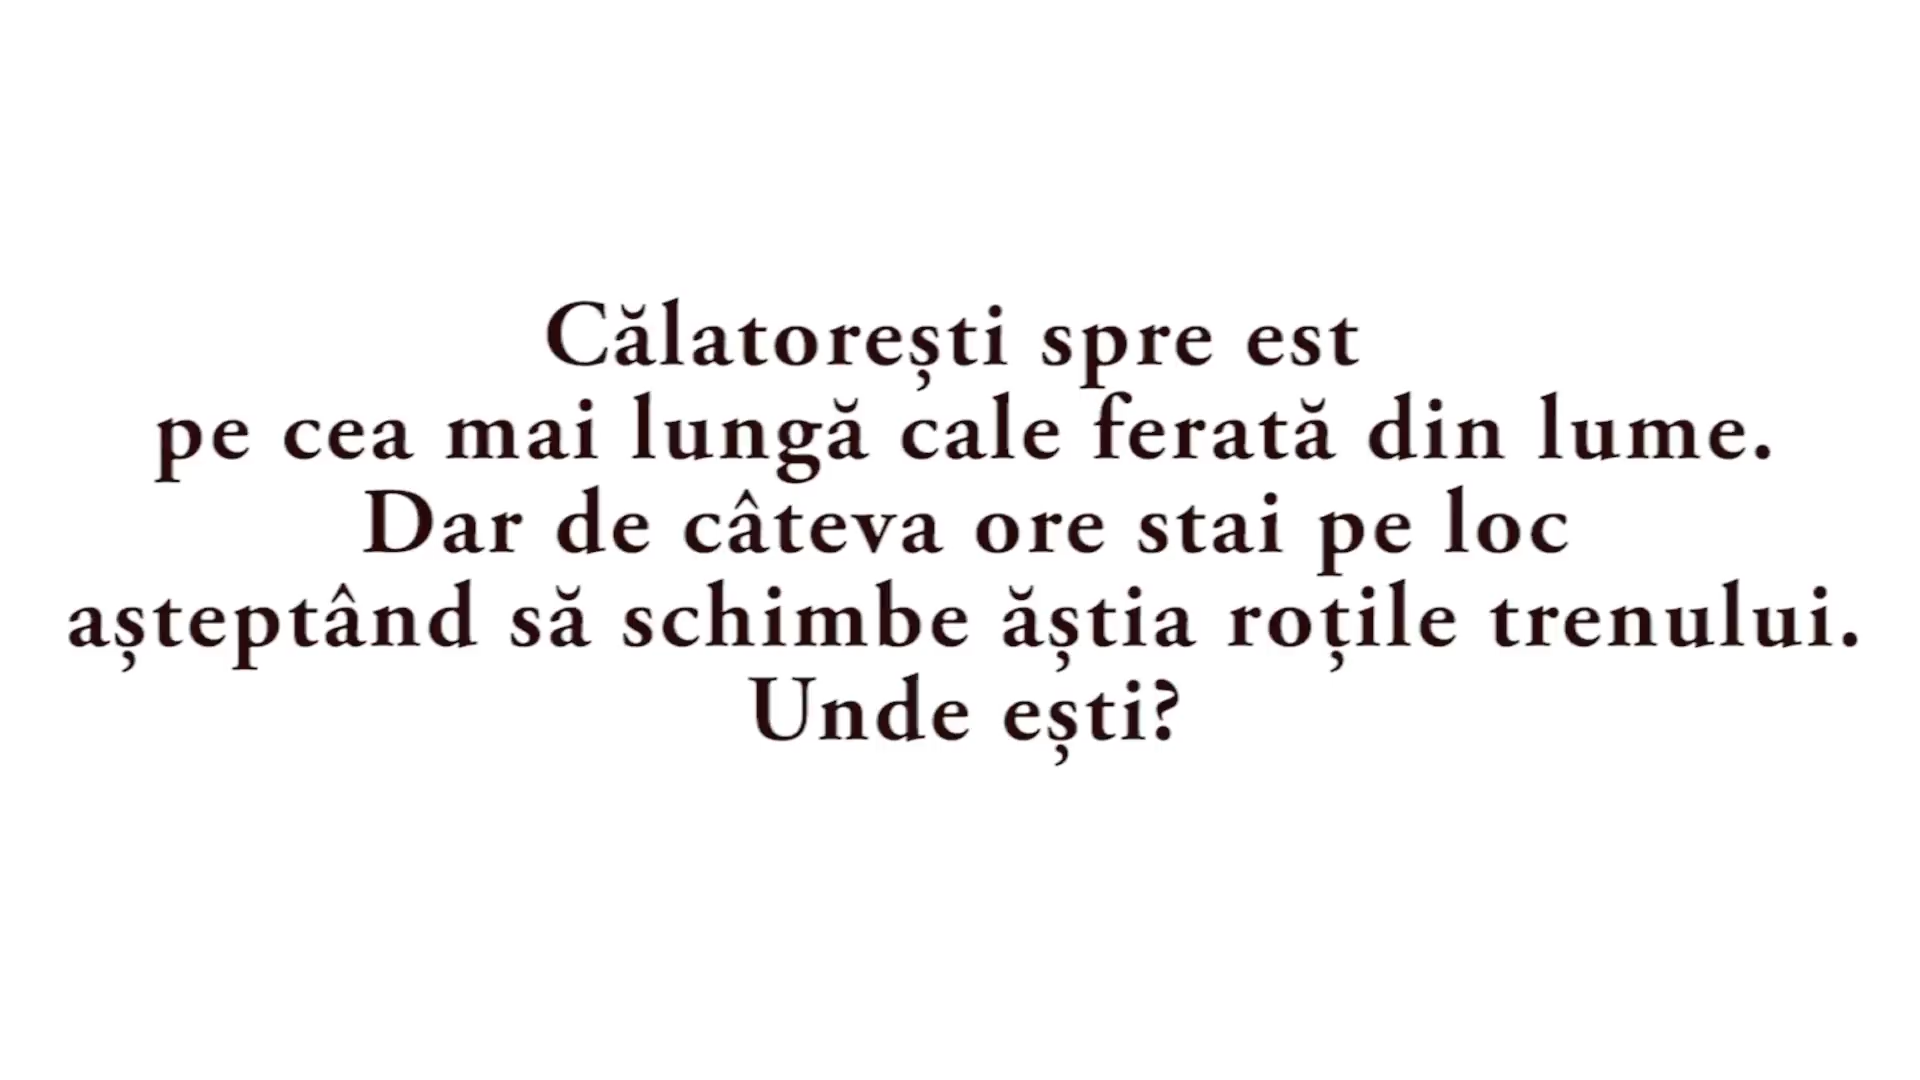 Călatorești spre est
pe cea mai lungă cale ferată din lume.
Dar de câteva ore stai pe loc
așteptând să schimbe ăștia roțile trenului.
Unde ești?